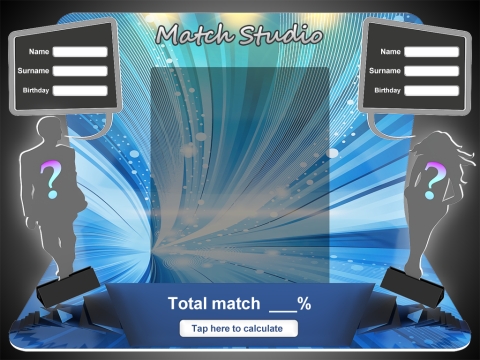 Match Studio
Name
Surname
Birthday
Name
Surname
Birthday
?
?
Total match ___%
Tap here to calculate